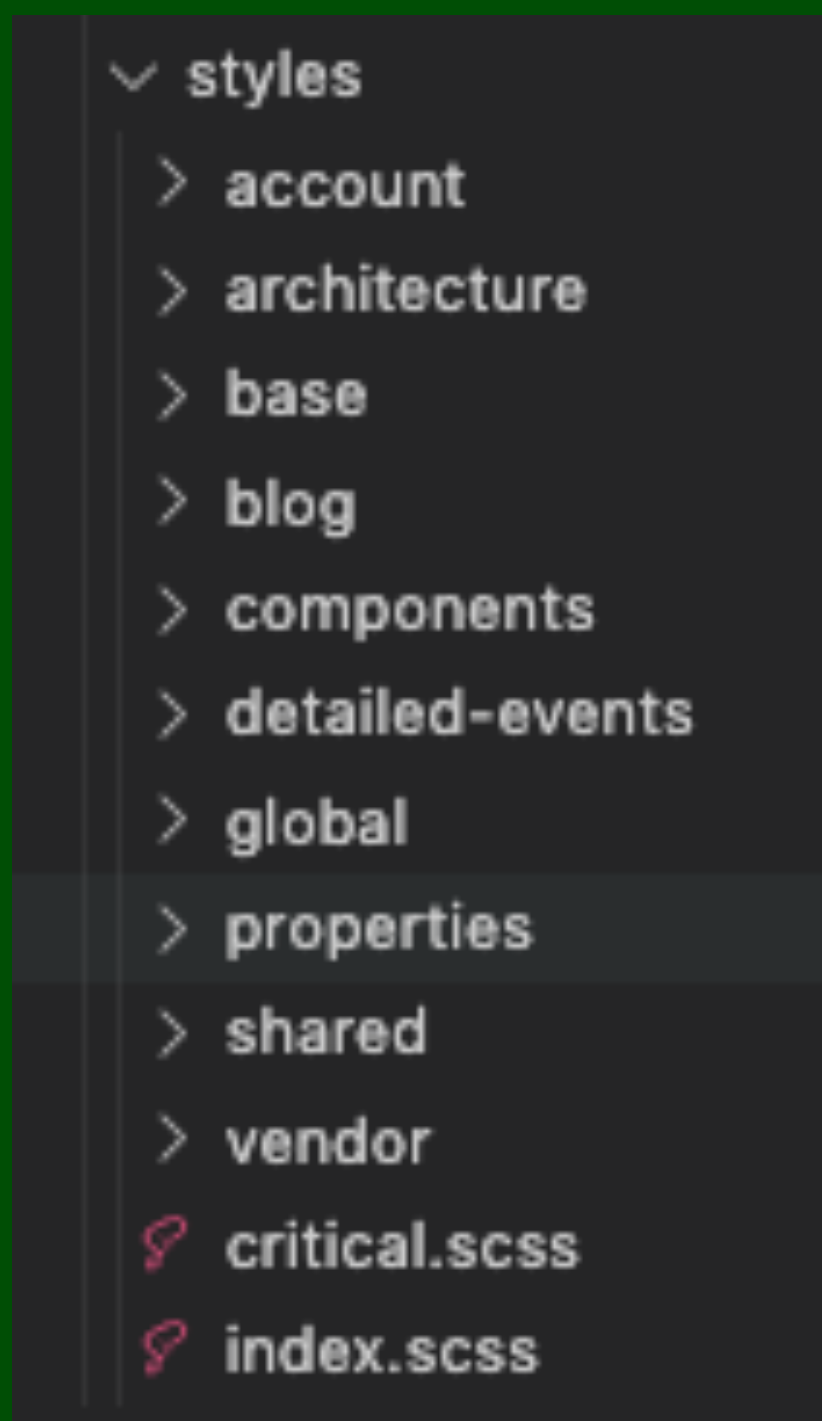 styles
account
architecture
base
blog
components
detailed-events
global
properties
shared
vendor
critical.scss
index.scss